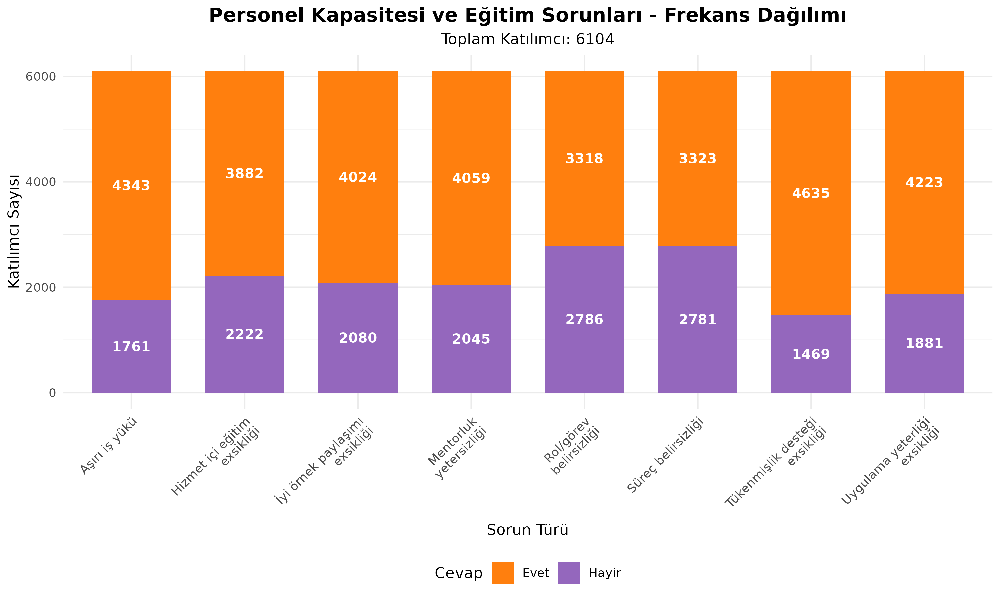 Personel Kapasitesi ve Eğitim Sorunları - Frekans Dağılımı
Toplam Katılımcı: 6104
Katılımcı Sayısı
6000
4000
2000
0
4343
3882
4024
4059
3318
3323
4635
4223
1761
2222
2080
2045
2786
2781
1469
1881
Aşırı iş yükü
Hizmet içi eğitim
exsikliği
İyi örnek paylaşımı
exsikliği
Mentorluk
yetersizliği
Rol/görev
belirsizliği
Süreç belirsizliği
Tükenmişlik desteği
exsikliği
Uygulama yeterliği
exsikliği
Sorun Türü
Cevap Evet Hayir